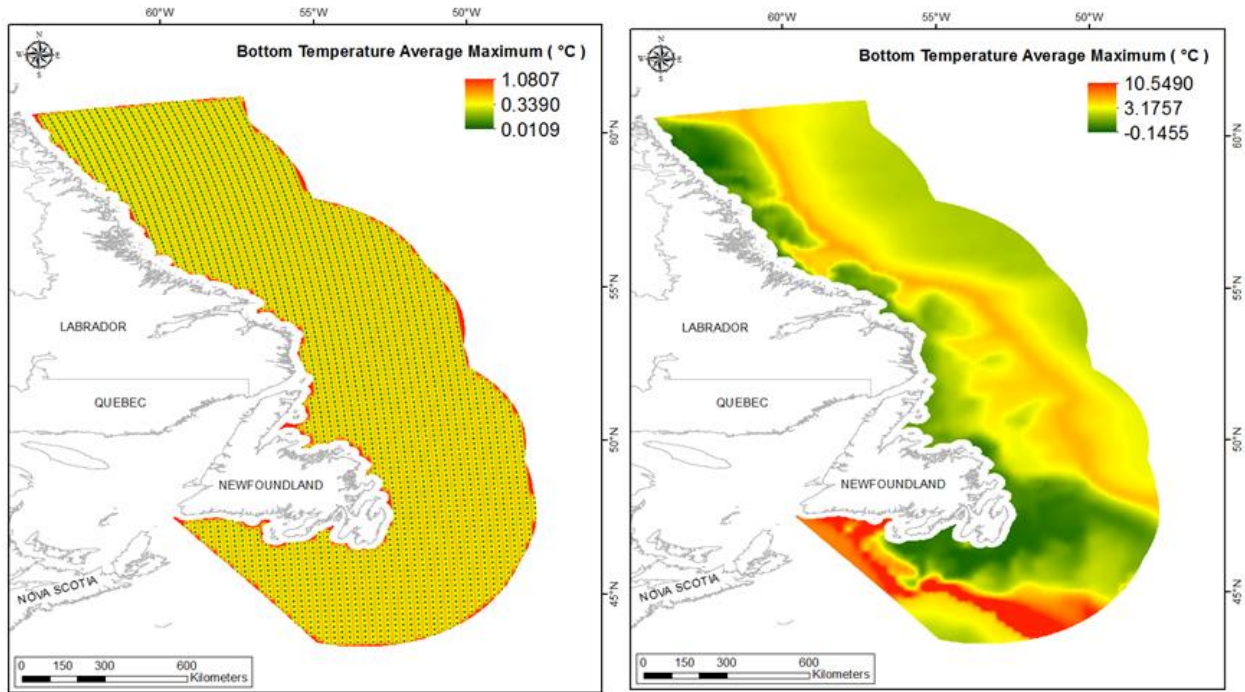 60°W 55°W 50°W
N
W E
S
Bottom Temperature Average Maximum ( °C )
1.0807
0.3390
0.0109
60°N
LABRADOR
55°N
QUEBEC
50°N
NEWFOUNDLAND
NOVA SCOTIA
45°N
0 150 300 600
Kilometers
60°W 55°W 50°W
N
W E
S
Bottom Temperature Average Maximum ( °C )
10.5490
3.1757
-0.1455
60°N
LABRADOR
55°N
QUEBEC
50°N
NEWFOUNDLAND
NOVA SCOTIA
45°N
0 150 300 600
Kilometers